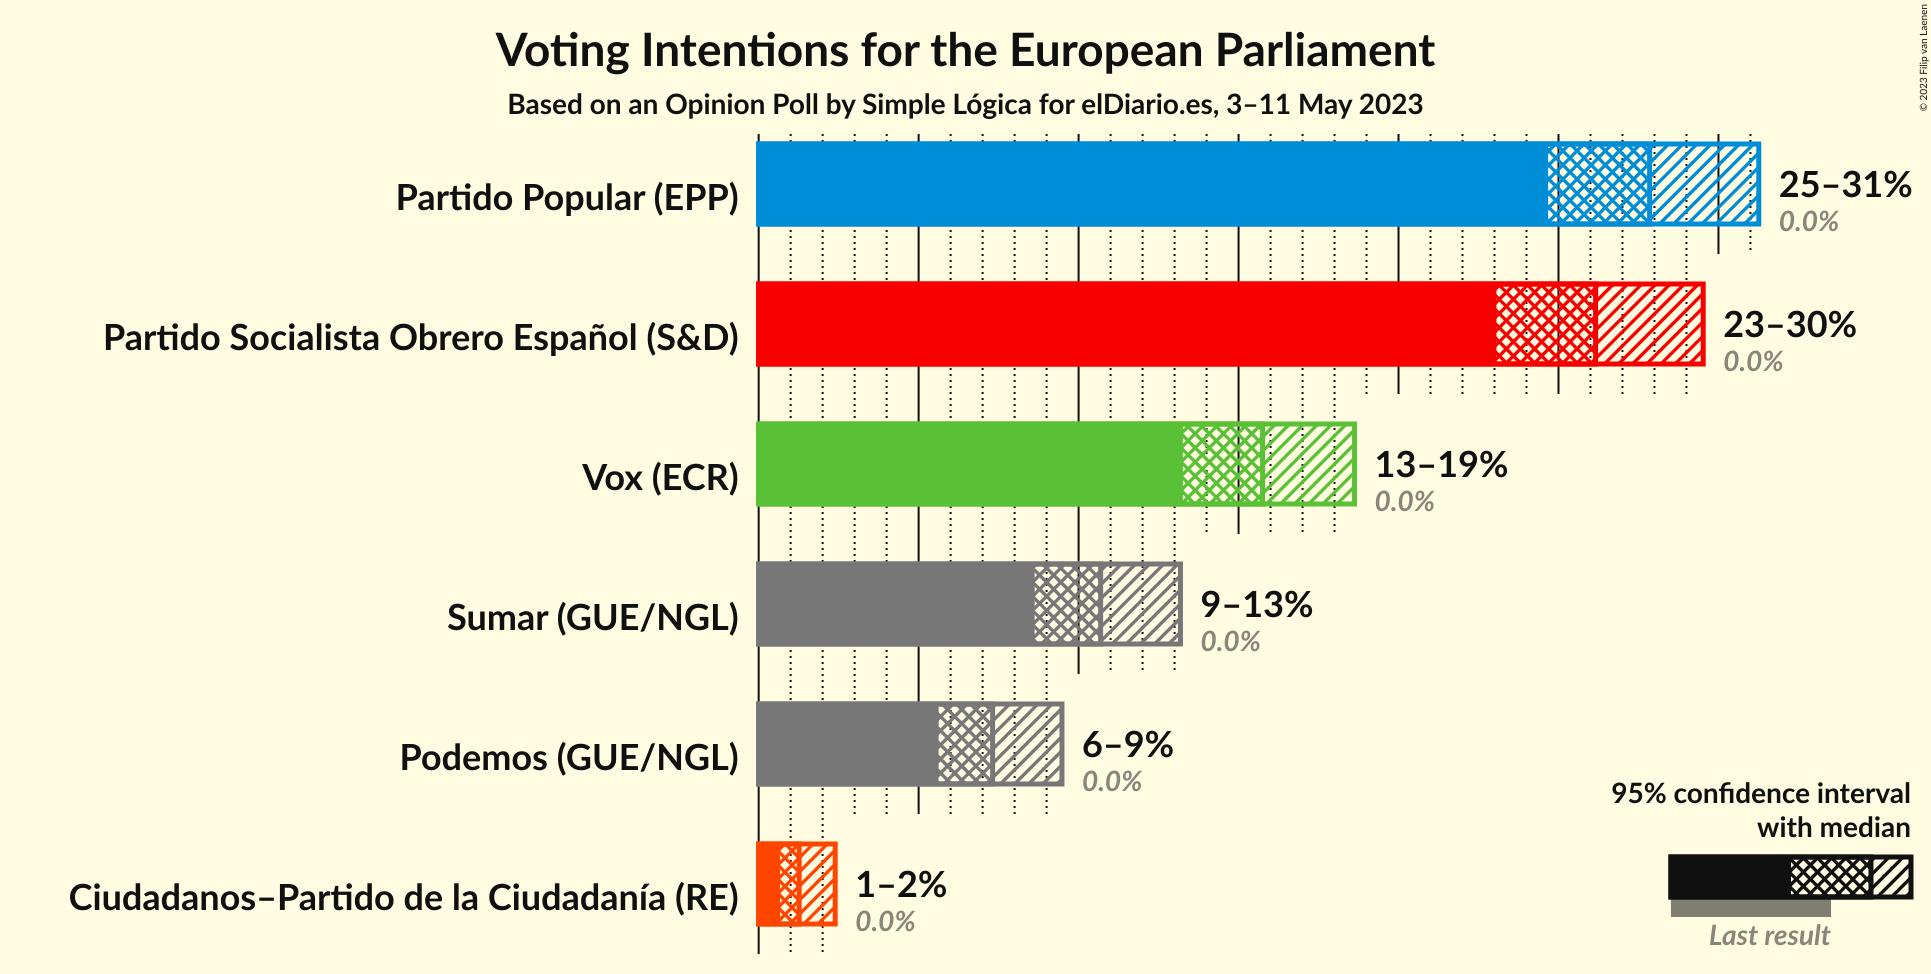 Voting Intentions for the European Parliament
Based on an Opinion Poll by Simple Lógica for elDiario.es, 3–11 May 2023
© 2023 Filip van Laenen
Partido Popular (EPP)
25–31%
0.0%
Partido Socialista Obrero Español (S&D)
23–30%
0.0%
Vox (ECR)
13–19%
0.0%
Sumar (GUE/NGL)
9–13%
0.0%
Podemos (GUE/NGL)
6–9%
0.0%
Ciudadanos–Partido de la Ciudadanía (RE)
1–2%
0.0%
95% confidence interval
with median
Last result